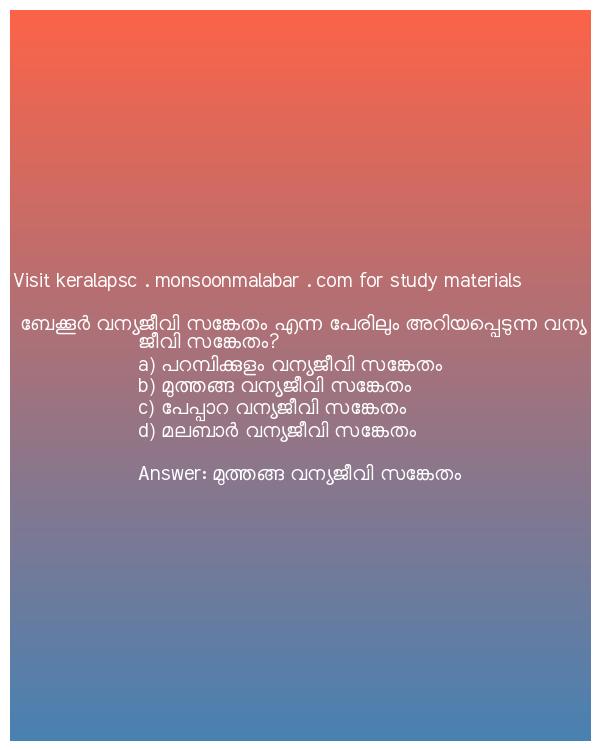 Visit keralapsc . monsoonmalabar . com for study materials
ബേക്കൂർ വന്യജീവി സങ്കേതം എന്ന പേരിലും അറിയപ്പെടുന്ന വന്യ
ജീവി സങ്കേതം?
a) പറമ്പിക്കുളം വന്യജീവി സങ്കേതം
b) മുത്തങ്ങ വന്യജീവി സങ്കേതം
c) പേപ്പാറ വന്യജീവി സങ്കേതം
d) മലബാർ വന്യജീവി സങ്കേതം
Answer: മുത്തങ്ങ വന്യജീവി സങ്കേതം